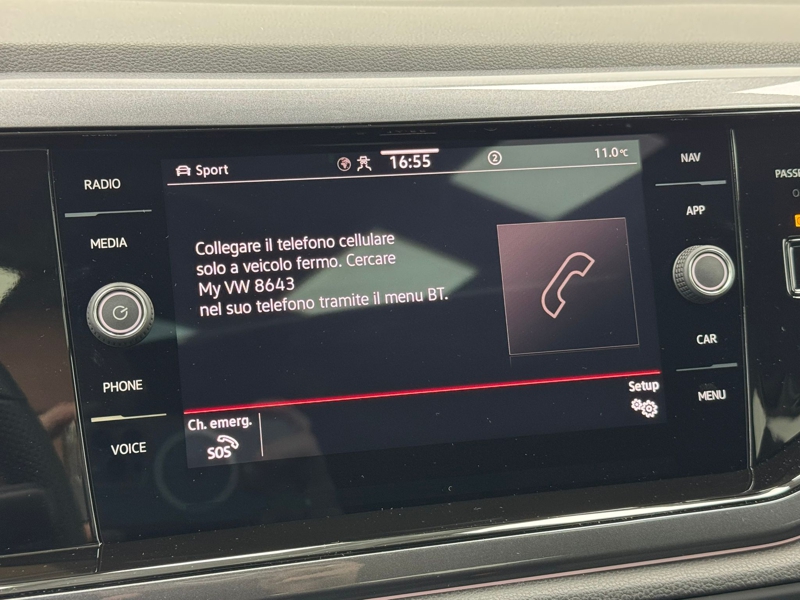 RADIO
MEDIA
PHONE
VOICE
Sport
16:55
2
11.0°C
Collegare il telefono cellulare
solo a veicolo fermo. Cercare
My VW 8643
nel suo telefono tramite il menu BT.
Ch. emerg.
SOS
Setup
NAV
APP
CAR
MENU